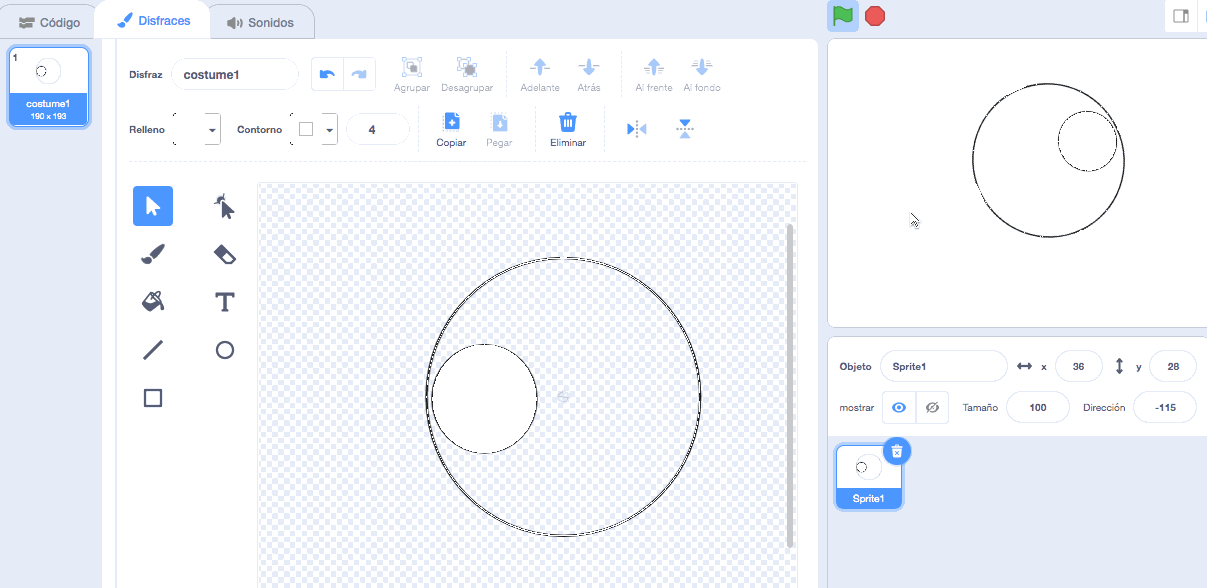 Código
Disfraces
Sonidos
1
costume1
190 x 193
Disfraz
costume1
Agrupar
Desagrupar
Adelante
Atrás
Al frente
Al fondo
Relleno
Contorno
4
Copiar
Pegar
Eliminar
Objeto
Sprite1
x
36
y
28
mostrar
Tamaño
100
Dirección
-115
Sprite1